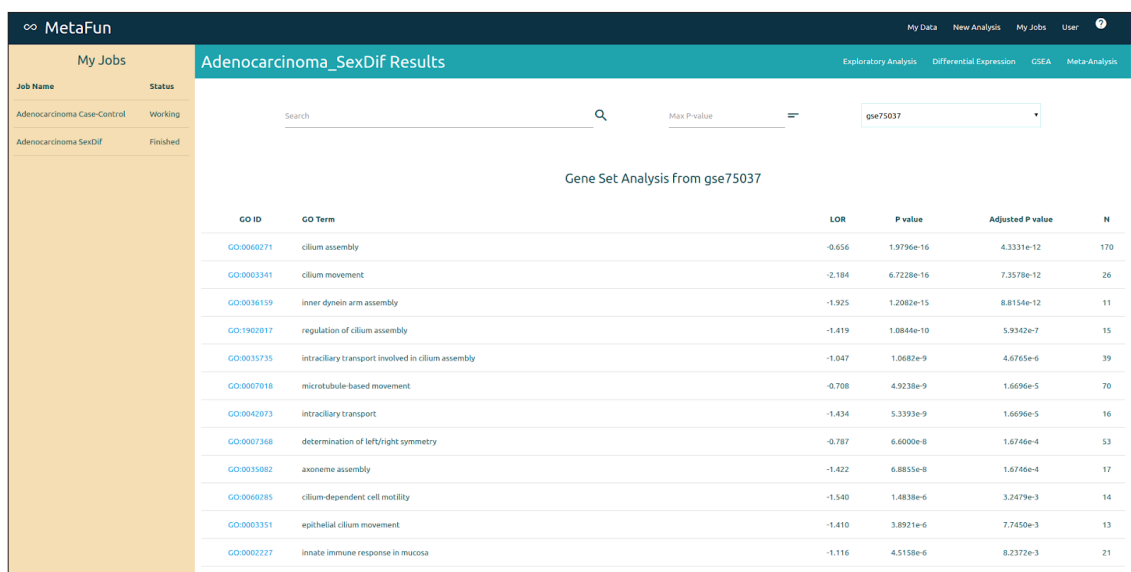 ∞ MetaFun
My Data New Analysis My Jobs User ?
My Jobs
Job Name Status
Adenocarcinoma Case-Control Working
Adenocarcinoma SexDif Finished
Adenocarcinoma_SexDif Results
Exploratory Analysis Differential Expression GSEA Meta-Analysis
Search Max P-value gse75037
Gene Set Analysis from gse75037
GO ID GO Term LOR P value Adjusted P value N
GO:0060271 cilium assembly -0.656 1.9796e-16 4.3331e-12 170
GO:0003341 cilium movement -2.184 6.7228e-16 7.3578e-12 26
GO:0036159 inner dynein arm assembly -1.925 1.2082e-15 8.8154e-12 11
GO:1902017 regulation of cilium assembly -1.419 1.0844e-10 5.9342e-7 15
GO:0035735 intraciliary transport involved in cilium assembly -1.047 1.0682e-9 4.6765e-6 39
GO:0007018 microtubule-based movement -0.708 4.9238e-9 1.6696e-5 70
GO:0042073 intraciliary transport -1.434 5.3393e-9 1.6696e-5 16
GO:0007368 determination of left/right symmetry -0.787 6.6000e-8 1.6746e-4 53
GO:0035082 axoneme assembly -1.422 6.8855e-8 1.6746e-4 17
GO:0060285 cilium-dependent cell motility -1.540 1.4838e-6 3.2479e-3 14
GO:0003351 epithelial cilium movement -1.410 3.8921e-6 7.7450e-3 13
GO:0002227 innate immune response in mucosa -1.116 4.5158e-6 8.2372e-3 21